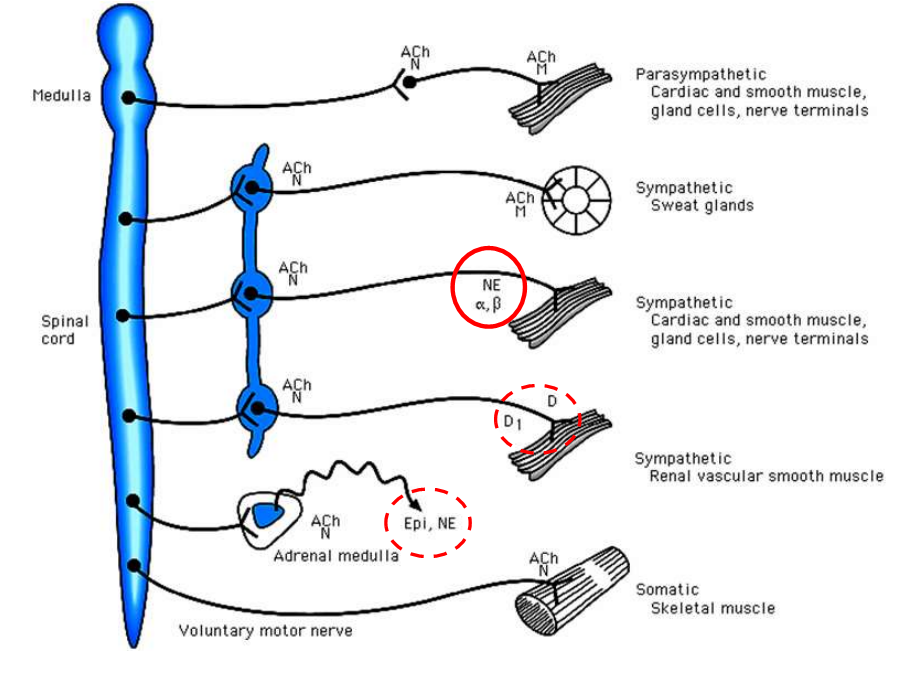 ACh
N
ACh
M
Medulla
Parasympathetic
Cardiac and smooth muscle,
gland cells, nerve terminals
ACh
N
ACh
M
Sympathetic
Sweat glands
ACh
N
NE
α, β
Spinal
cord
Sympathetic
Cardiac and smooth muscle,
gland cells, nerve terminals
ACh
N
D
D1
Sympathetic
Renal vascular smooth muscle
ACh
N
Epi, NE
Adrenal medulla
ACh
N
Somatic
Skeletal muscle
Voluntary motor nerve